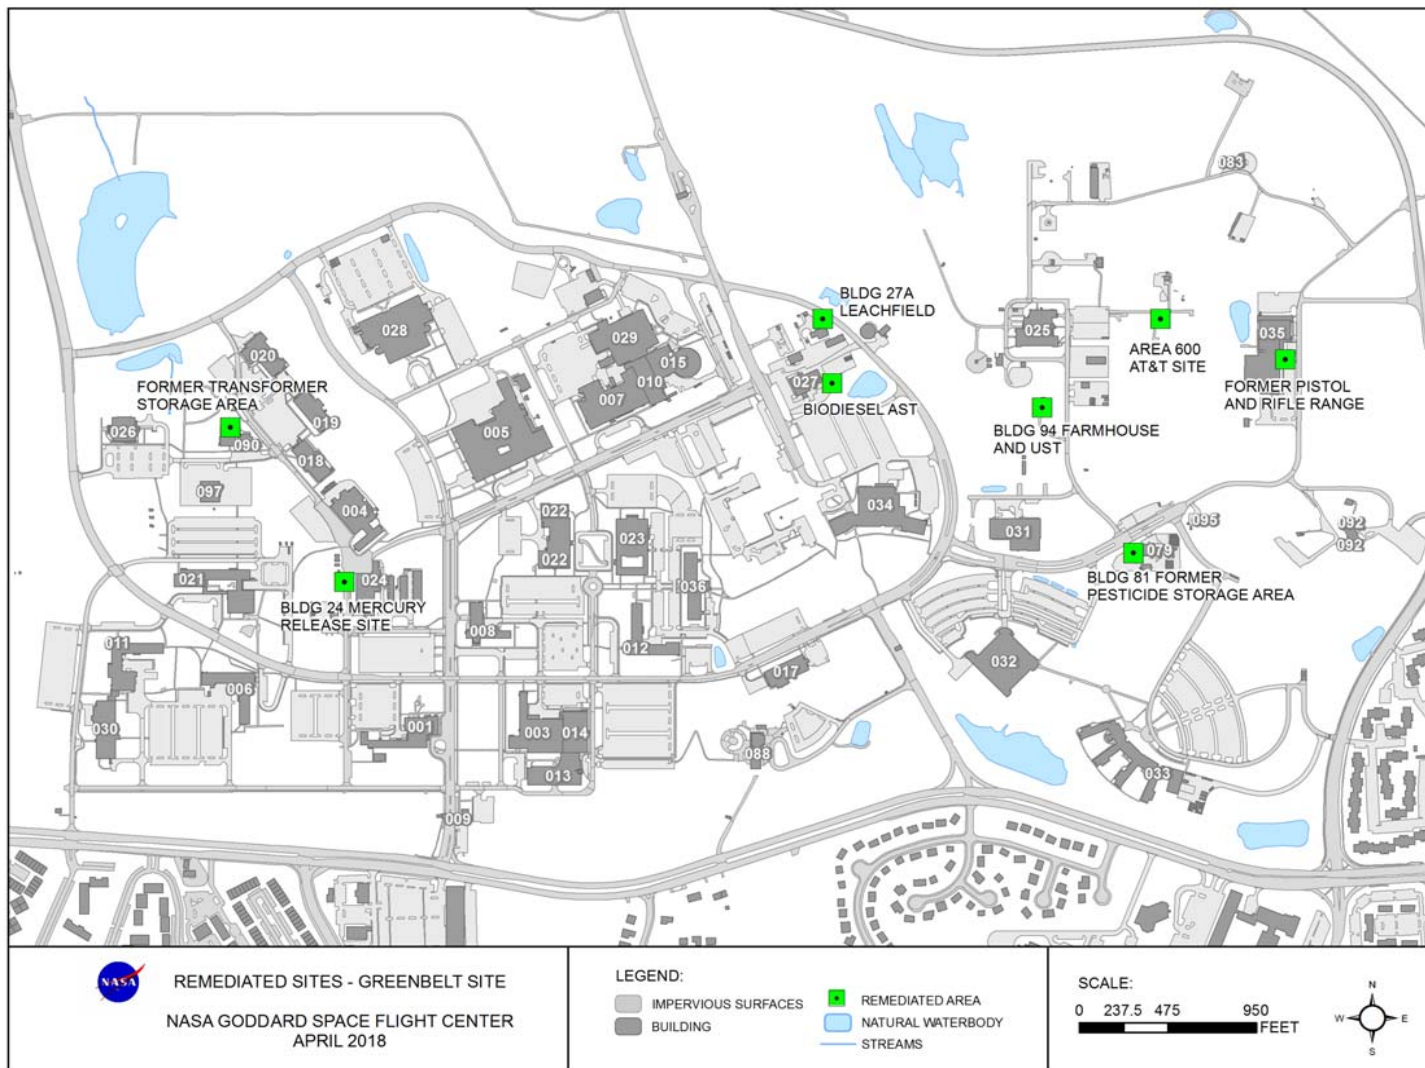 083
BLDG 27A
LEACHFIELD
028
029
025
035
020
015
AREA 600
AT&T SITE
010
FORMER TRANSFORMER
STORAGE AREA
027
FORMER PISTOL
AND RIFLE RANGE
007
BIODIESEL AST
019
026
005
BLDG 94 FARMHOUSE
AND UST
090
018
097
034
004
022
095
092
023
031
092
022
079
021
024
036
BLDG 81 FORMER
PESTICIDE STORAGE AREA
BLDG 24 MERCURY
RELEASE SITE
008
011
012
032
017
006
030
001
003
014
088
013
033
009
NASA
REMEDIATED SITES - GREENBELT SITE
NASA GODDARD SPACE FLIGHT CENTER
APRIL 2018
LEGEND:
IMPERVIOUS SURFACES
BUILDING
REMEDIATED AREA
NATURAL WATERBODY
STREAMS
SCALE:
0 237.5 475 950
FEET
N
W E
S